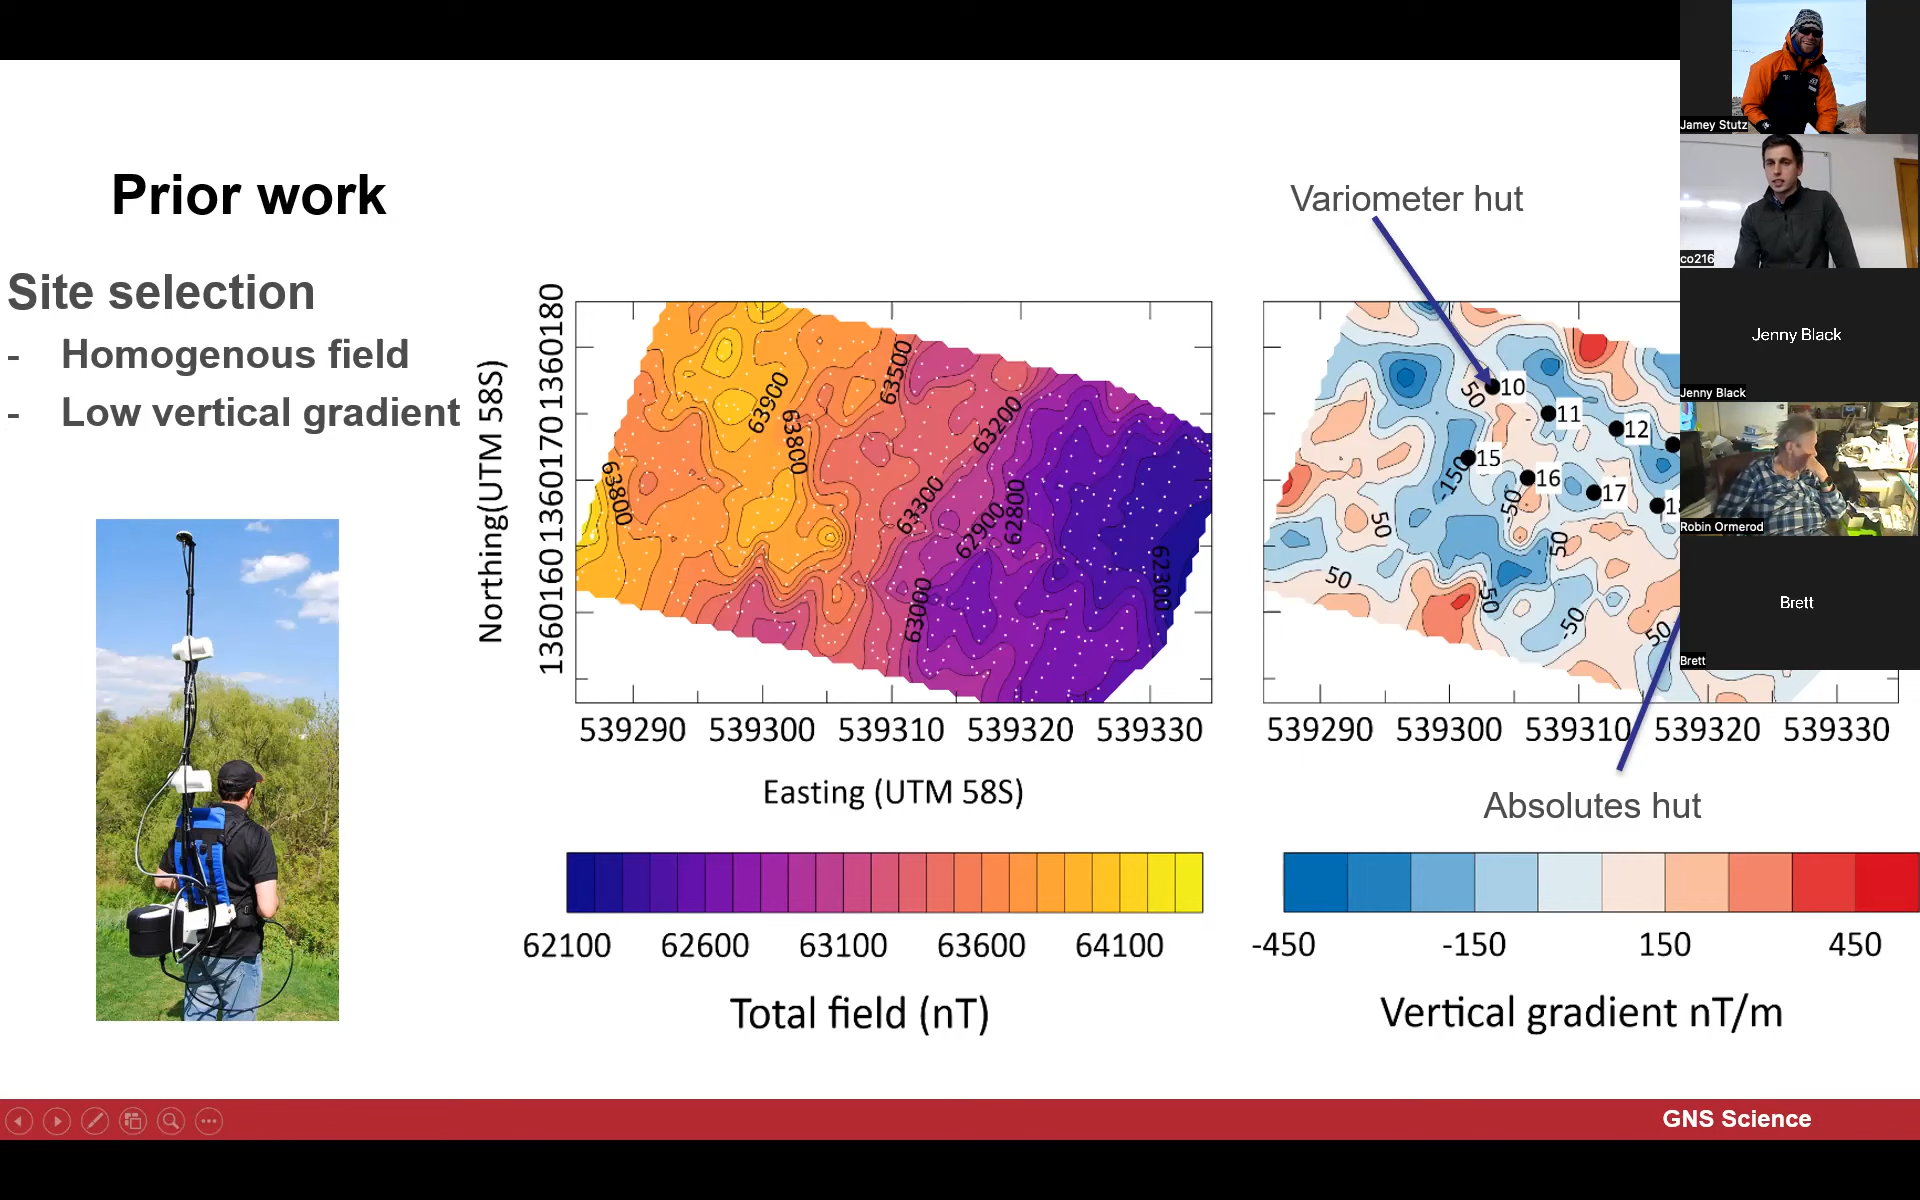 Prior work
Site selection
- Homogenous field
- Low vertical gradient
Northing(UTM 58S)
1360160 1360170 1360180
63900
63800
63500
63200
63300
62900
62800
63000
62300
63800
539290 539300 539310 539320 539330
Easting (UTM 58S)
62100 62600 63100 63600 64100
Total field (nT)
Variometer hut
50
10
11
12
15
-150
16
-50
17
50
50
50
-50
-50
50
539290 539300 539310 539320 539330
Absolutes hut
-450 -150 150 450
Vertical gradient nT/m
GNS Science
Jamey Stutz
co216
Jenny Black
Jenny Black
Robin Ormerod
Brett
Brett